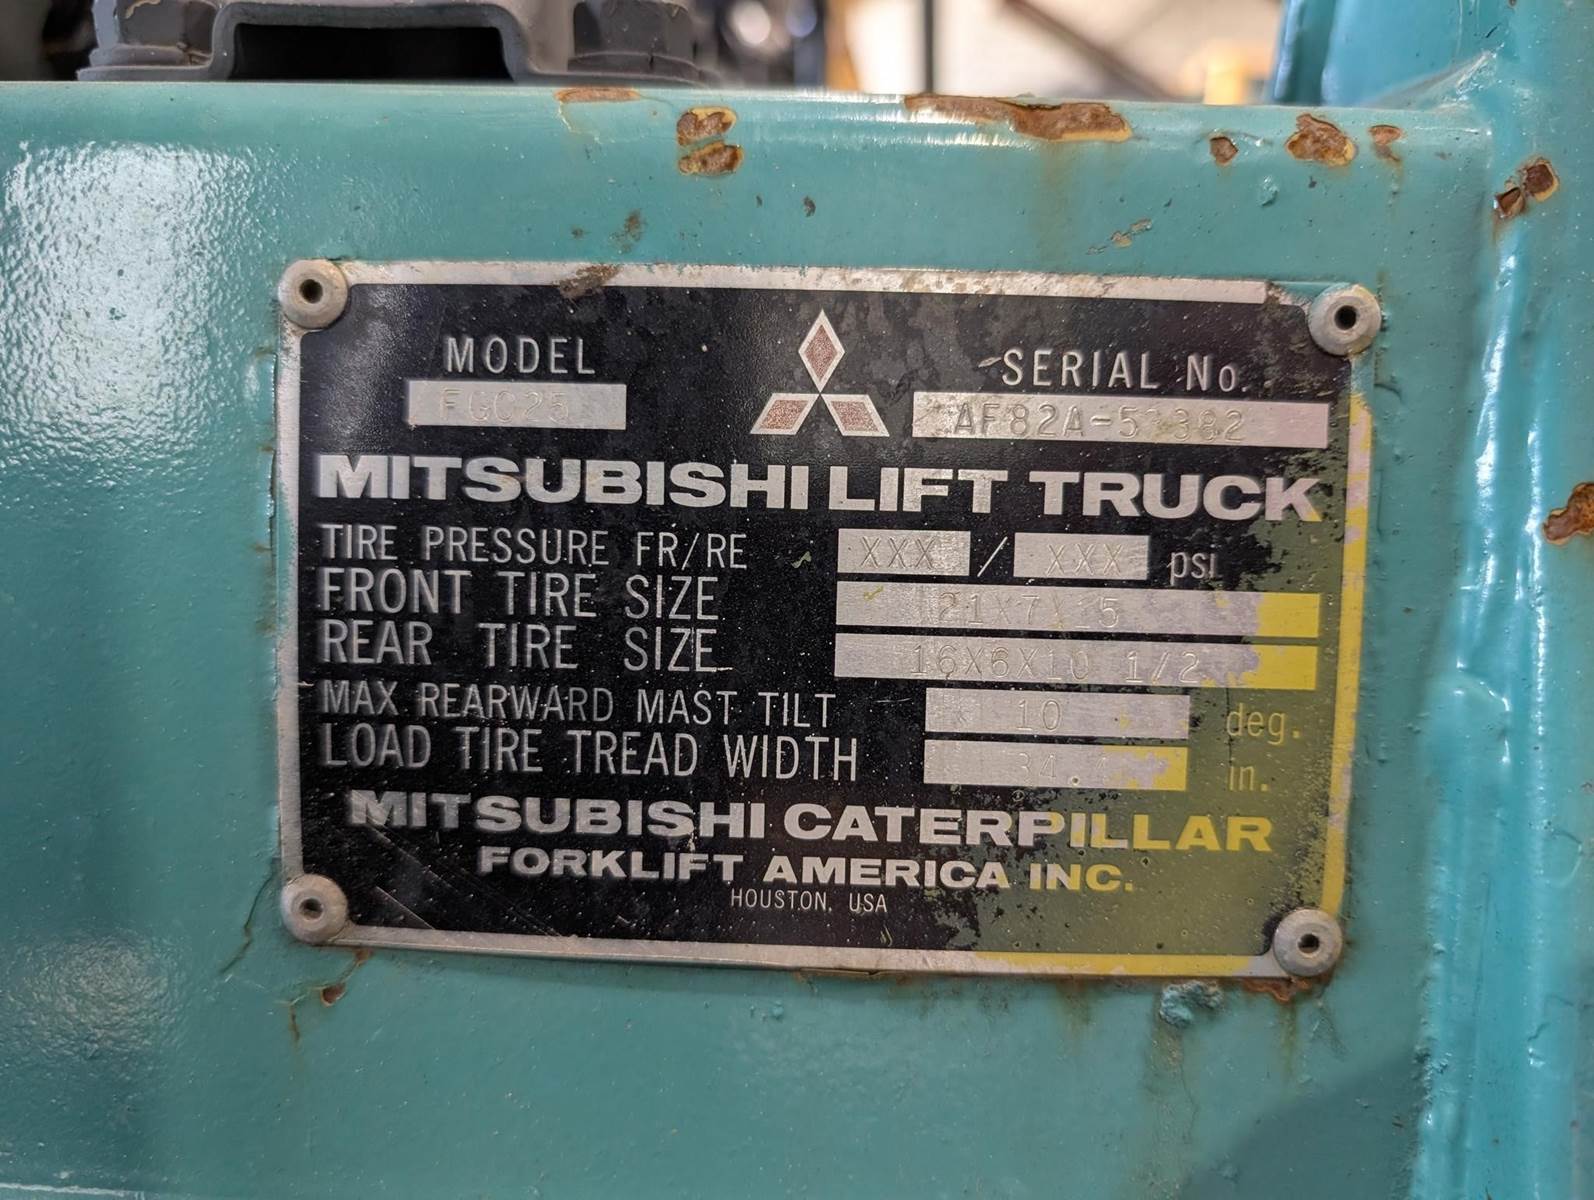 MODEL
FGC25
SERIAL No.
MITSUBISHI LIFT TRUCK
TIRE PRESSURE FR/RE XXX / XXX psi
FRONT TIRE SIZE 21X7X15
REAR TIRE SIZE 16X6X10 1/2
MAX REARWARD MAST TILT 10 deg.
LOAD TIRE TREAD WIDTH 34.4 in.
MITSUBISHI CATERPILLAR
FORKLIFT AMERICA INC.
HOUSTON, USA